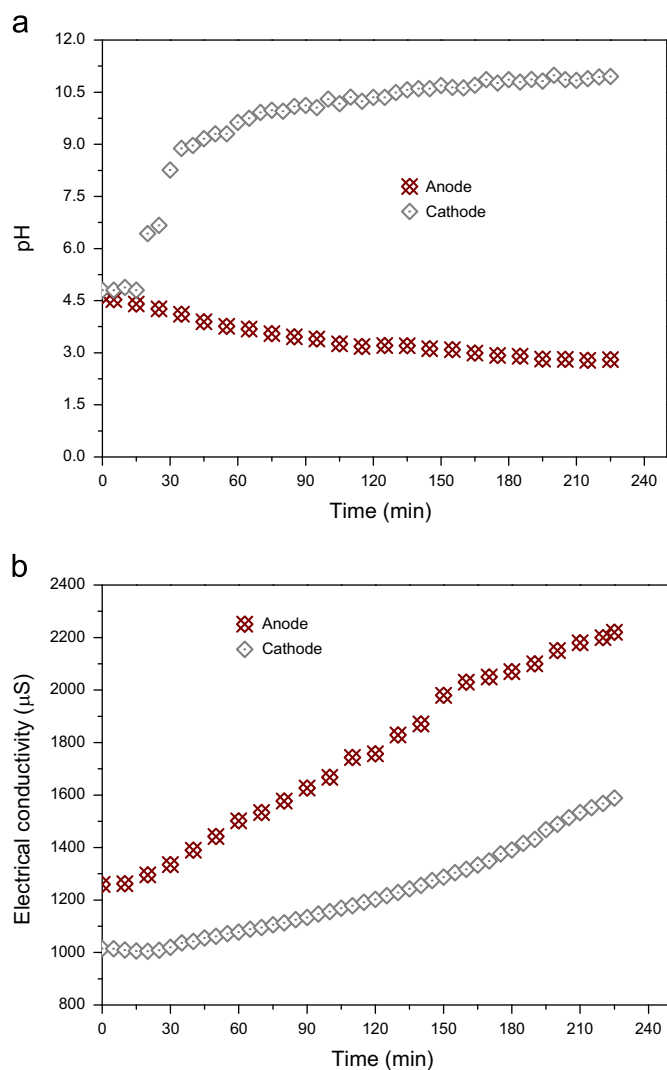 a
12.0
10.5
9.0
7.5
6.0
4.5
3.0
1.5
0.0
pH
Anode
Cathode
0 30 60 90 120 150 180 210 240
Time (min)
b
2400
2200
2000
1800
1600
1400
1200
1000
800
Electrical conductivity (μS)
Anode
Cathode
0 30 60 90 120 150 180 210 240
Time (min)